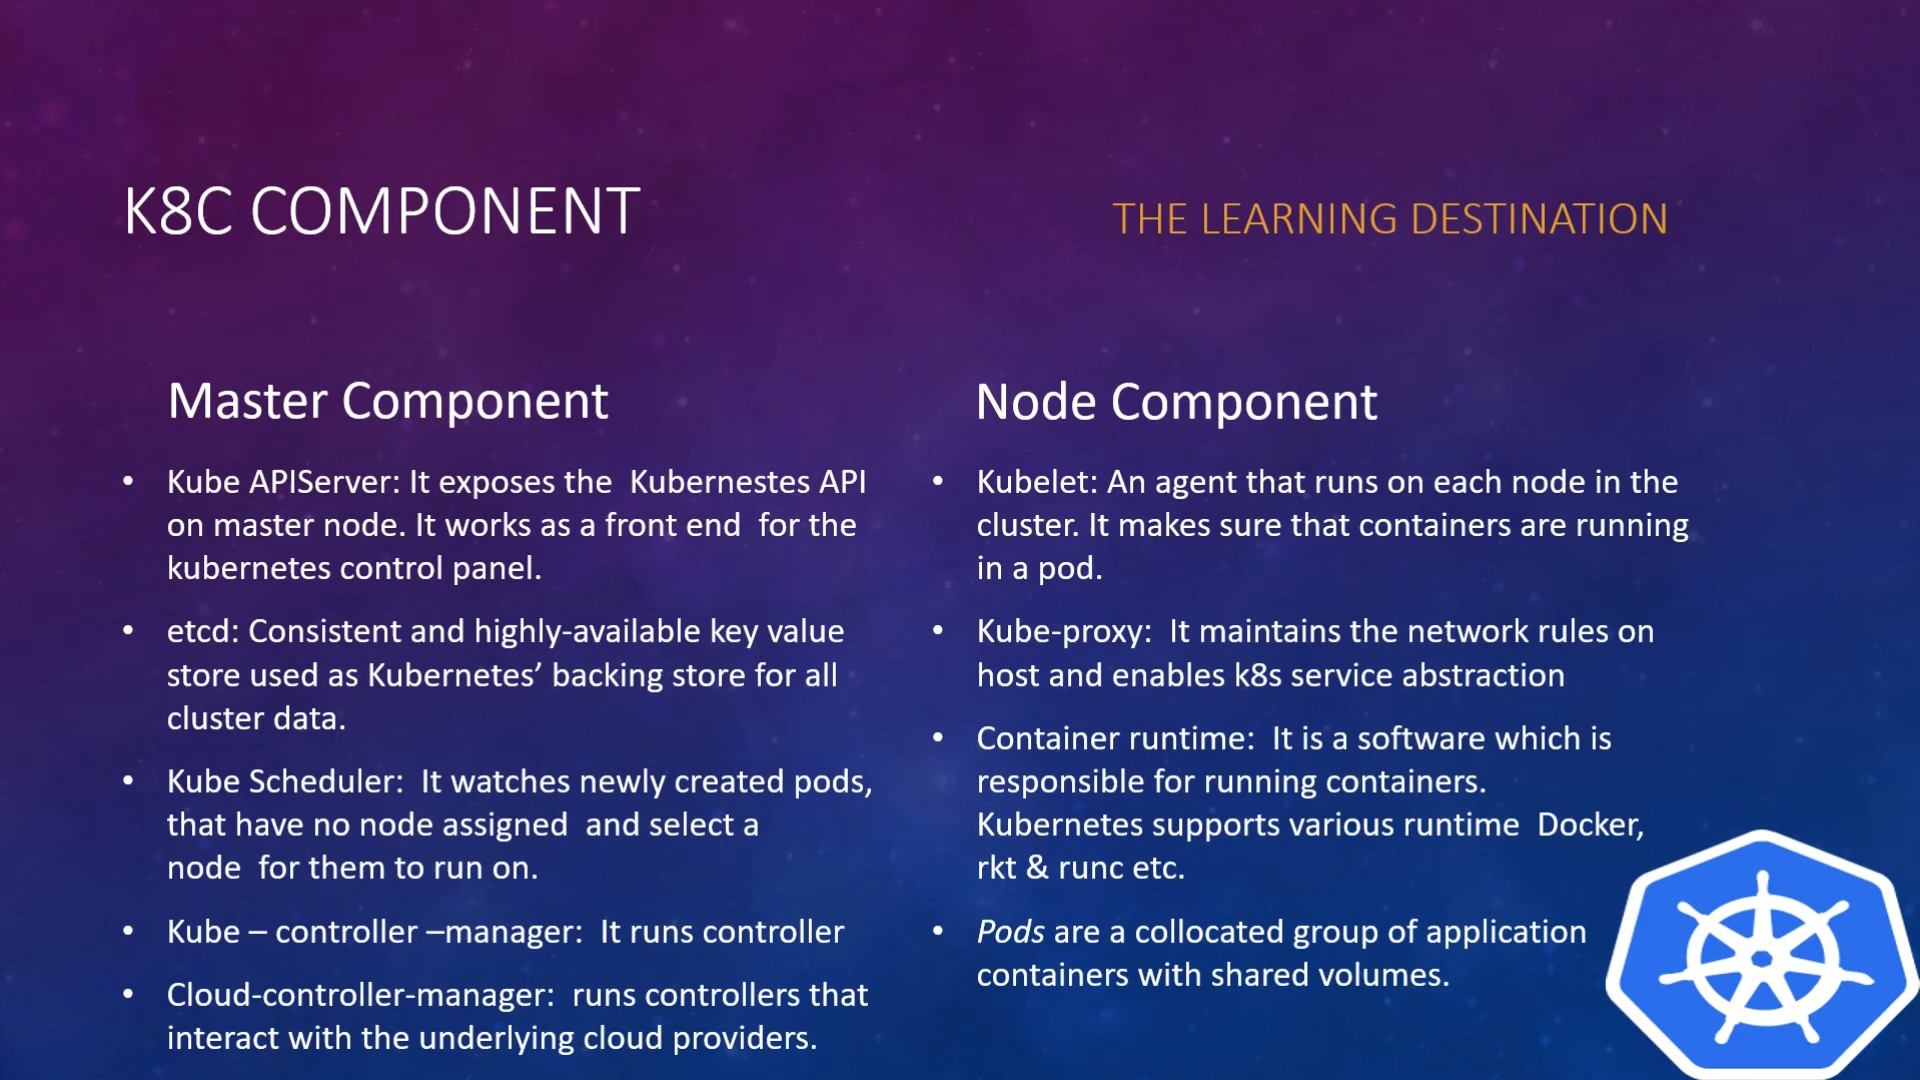 K8C COMPONENT
THE LEARNING DESTINATION
Master Component
• Kube APIServer: It exposes the  Kubernestes API
on master node. It works as a front end  for the
kubernetes control panel.
• etcd: Consistent and highly-available key value
store used as Kubernetes’ backing store for all
cluster data.
• Kube Scheduler:  It watches newly created pods,
that have no node assigned  and select a
node  for them to run on.
• Kube – controller –manager:  It runs controller
• Cloud-controller-manager:  runs controllers that
interact with the underlying cloud providers.
Node Component
• Kubelet: An agent that runs on each node in the
cluster. It makes sure that containers are running
in a pod.
• Kube-proxy:  It maintains the network rules on
host and enables k8s service abstraction
• Container runtime:  It is a software which is
responsible for running containers.
Kubernetes supports various runtime  Docker,
rkt & runc etc.
• Pods are a collocated group of application
containers with shared volumes.